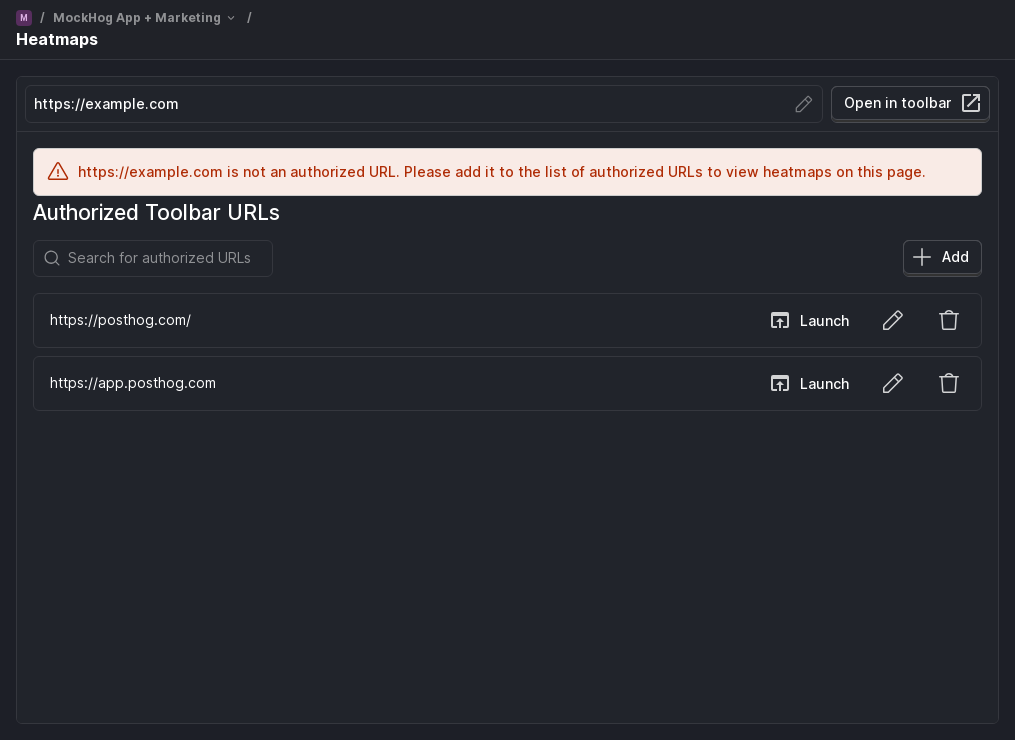 M / MockHog App + Marketing /
Heatmaps
https://example.com
Open in toolbar
https://example.com is not an authorized URL. Please add it to the list of authorized URLs to view heatmaps on this page.
Authorized Toolbar URLs
Search for authorized URLs
Add
https://posthog.com/
Launch
https://app.posthog.com
Launch